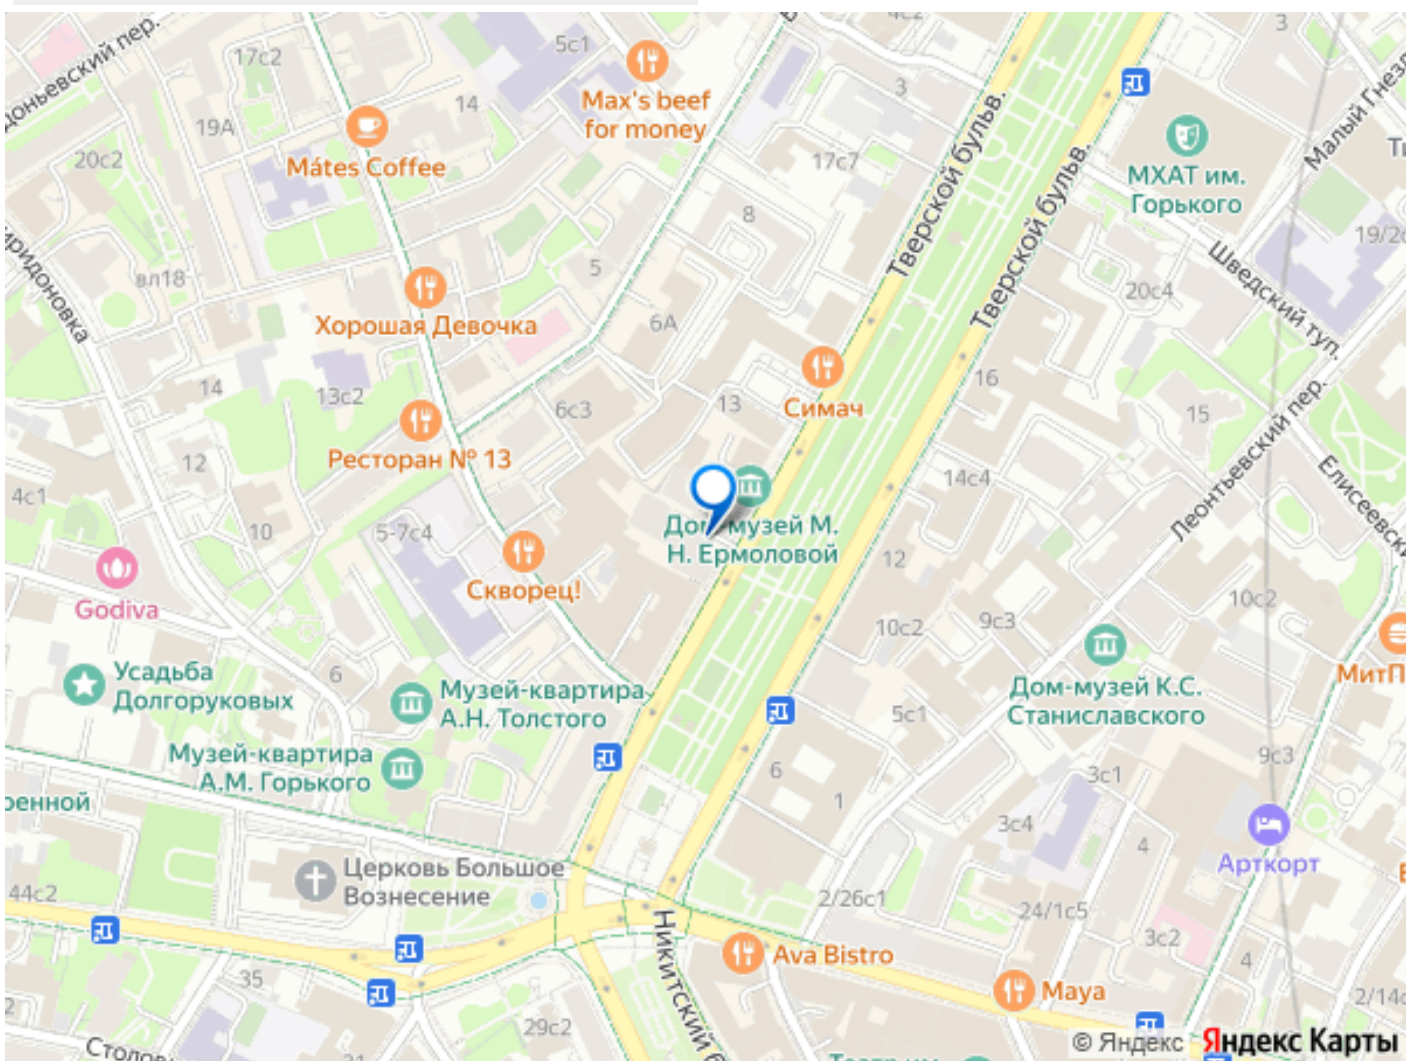 5с1
4с2
3
17с2
Max's beef
for money
14
3
Тверской бульв.
19А
Mátes Coffee
20с2
17с7
МХАТ им.
Горького
Тверской бульв.
8
19/2с
5
вл18
20с4
Шведский туп.
Хорошая Девочка
6А
14
13с2
Симач
16
Леонтьевский пер.
13
6с3
15
Ресторан № 13
12
14с4
4с1
10
5-7с4
Дом-музей М.
Н. Ермоловой
12
Скворец!
Godiva
10с2
10с2
9с3
6
Усадьба
Долгоруковых
Музей-квартира
А.Н. Толстого
Дом-музей К.С.
Станиславского
5с1
Музей-квартира
А.М. Горького
9с3
6
3с1
1
3с4
4
Арткорт
Церковь Большое
Вознесение
44с2
2/26с1
24/1с5
3с2
Ava Bistro
4
35
Maya
29с2
© Яндекс Яндекс Карты